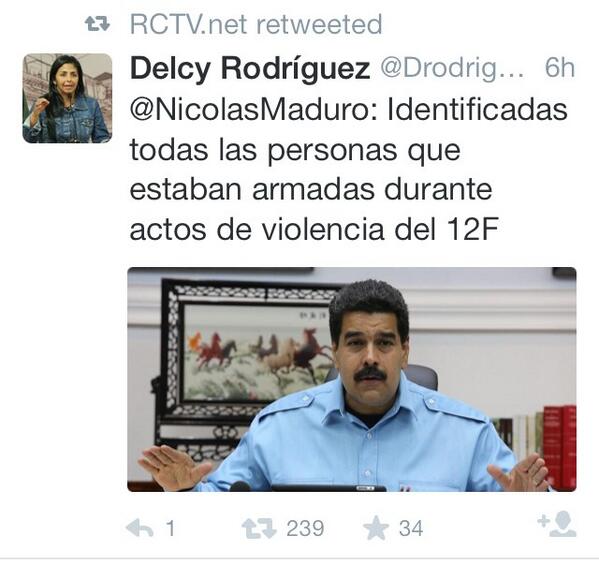 RCTV.net retweeted
Delcy Rodríguez @Drodrig... 6h
@NicolasMaduro: Identificadas
todas las personas que
estaban armadas durante
actos de violencia del 12F
1 239 34